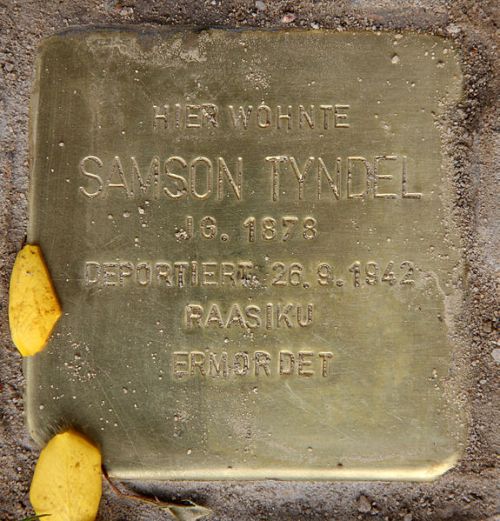 HIER WOHNTE
SAMSON TYNDEL
JG. 1878
DEPORTIERT 26.9.1942
RAASIKU
ERMORDET